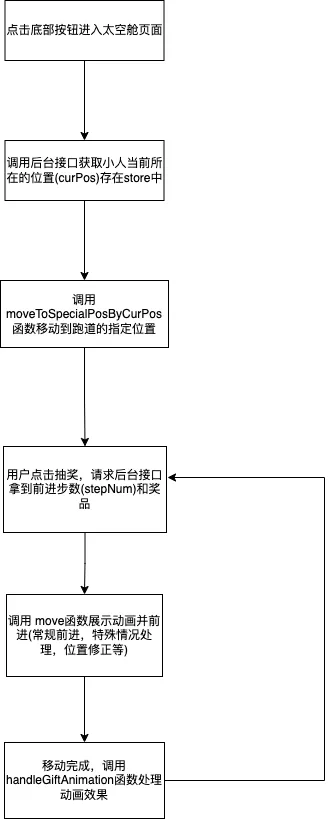 点击底部按钮进入太空舱页面
调用后台接口获取小人当前所
在的位置(curPos)存在store中
调用
moveToSpecialPosByCurPos
函数移动到跑道的指定位置
用户点击抽奖，请求后台接口
拿到前进步数(stepNum)和奖
品
调用 move函数展示动画并前
进(常规前进，特殊情况处
理，位置修正等)
移动完成，调用
handleGiftAnimation函数处理
动画效果